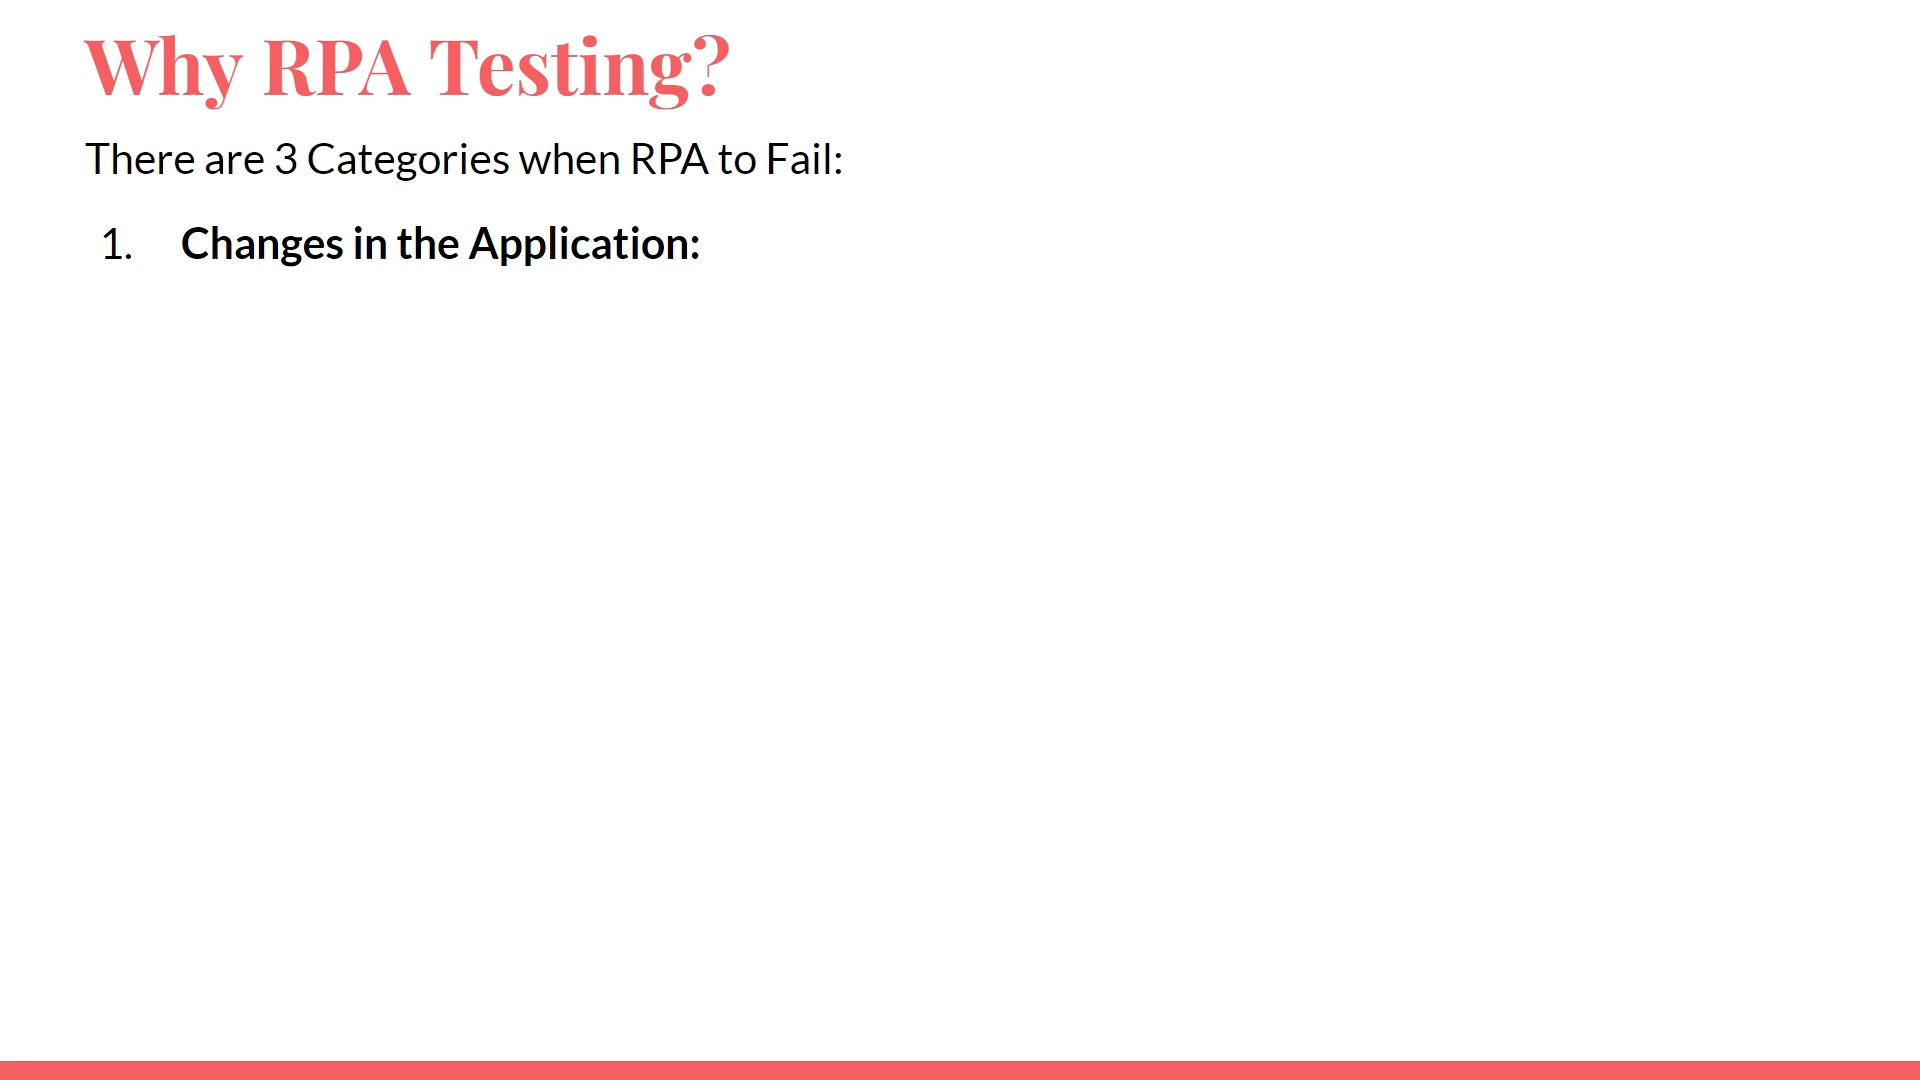 Why RPA Testing?
There are 3 Categories when RPA to Fail:
1. Changes in the Application: